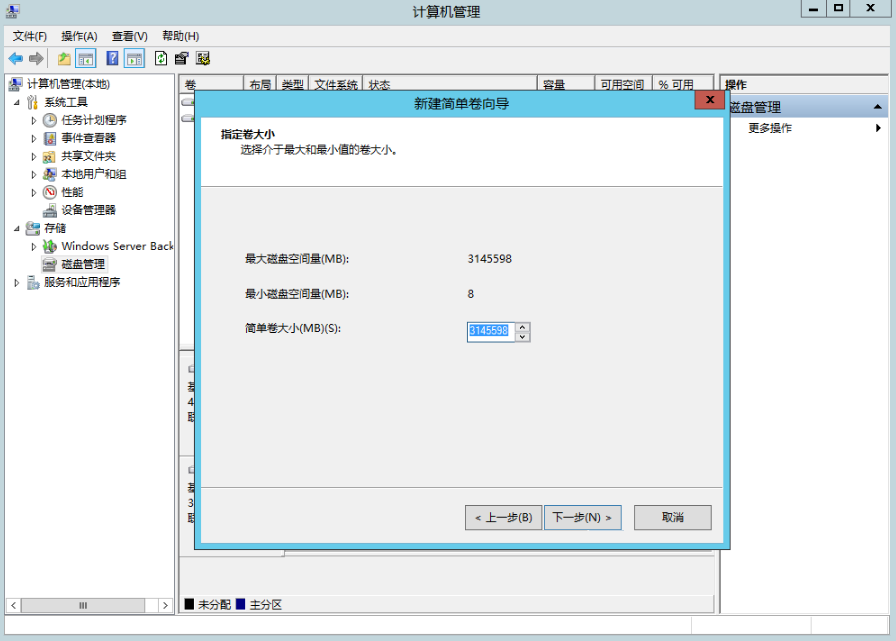 计算机管理
文件(F) 操作(A) 查看(V) 帮助(H)
计算机管理(本地)
系统工具
任务计划程序
事件查看器
共享文件夹
本地用户和组
性能
设备管理器
存储
Windows Server Back
磁盘管理
服务和应用程序
卷 布局 类型 文件系统 状态 容量 可用空间 % 可用
新建简单卷向导
指定卷大小
选择介于最大和最小值的卷大小。
最大磁盘空间量(MB): 3145598
最小磁盘空间量(MB): 8
简单卷大小(MB)(S): 3145598
< 上一步(B) 下一步(N) > 取消
基
4
联
基
3
联
未分配 主分区
操作
磁盘管理
更多操作